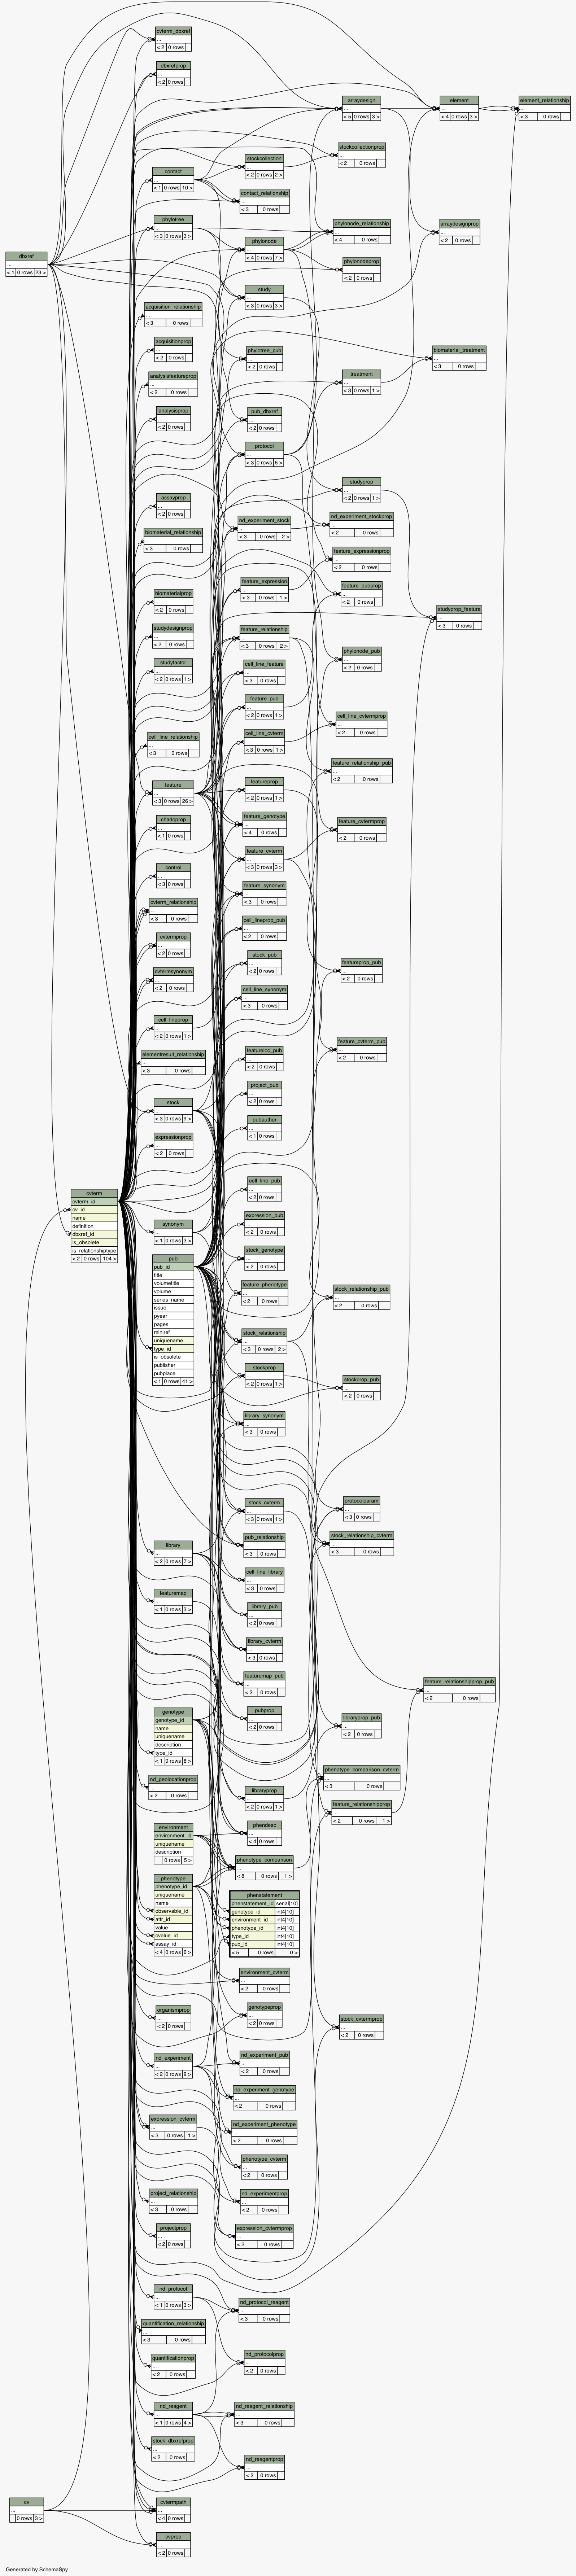 cvterm_dbxref
...
< 2 0 rows
dbxrefprop
...
< 2 0 rows
arraydesign
...
< 5 0 rows 3 >
element
...
< 4 0 rows 3 >
element_relationship
...
< 3 0 rows
stockcollectionprop
...
< 2 0 rows
stockcollection
...
< 2 0 rows 2 >
contact
...
< 1 0 rows 10 >
contact_relationship
...
< 3 0 rows
phylotree
...
< 3 0 rows 3 >
phylonode_relationship
...
< 4 0 rows
arraydesignprop
...
< 2 0 rows
phylonode
...
< 4 0 rows 7 >
dbxref
...
< 1 0 rows 23 >
phylonodeprop
...
< 2 0 rows
study
...
< 3 0 rows 3 >
acquisition_relationship
...
< 3 0 rows
acquisitionprop
...
< 2 0 rows
phylotree_pub
...
< 2 0 rows
biomaterial_treatment
...
< 3 0 rows
analysisfeatureprop
...
< 2 0 rows
treatment
...
< 3 0 rows 1 >
analysisprop
...
< 2 0 rows
pub_dbxref
...
< 2 0 rows
protocol
...
< 3 0 rows 6 >
studyprop
...
< 2 0 rows 1 >
assayprop
...
< 2 0 rows
nd_experiment_stock
...
< 3 0 rows 2 >
nd_experiment_stockprop
...
< 2 0 rows
biomaterial_relationship
...
< 3 0 rows
feature_expressionprop
...
< 2 0 rows
feature_expression
...
< 3 0 rows 1 >
feature_pubprop
...
< 2 0 rows
biomaterialprop
...
< 2 0 rows
studyprop_feature
...
< 3 0 rows
studydesignprop
...
< 2 0 rows
feature_relationship
...
< 3 0 rows 2 >
phylonode_pub
...
< 2 0 rows
studyfactor
...
< 2 0 rows 1 >
cell_line_feature
...
< 3 0 rows
feature_pub
...
< 2 0 rows 1 >
cell_line_cvtermprop
...
< 2 0 rows
cell_line_relationship
...
< 3 0 rows
cell_line_cvterm
...
< 3 0 rows 1 >
feature_relationship_pub
...
< 2 0 rows
feature
...
< 3 0 rows 26 >
featureprop
...
< 2 0 rows 1 >
chadoprop
...
< 1 0 rows
feature_genotype
...
< 4 0 rows
feature_cvtermprop
...
< 2 0 rows
feature_cvterm
...
< 3 0 rows 3 >
control
...
< 3 0 rows
feature_synonym
...
< 3 0 rows
cvterm_relationship
...
< 3 0 rows
cell_lineprop_pub
...
< 2 0 rows
cvtermprop
...
< 2 0 rows
stock_pub
...
< 2 0 rows
featureprop_pub
...
< 2 0 rows
cvtermsynonym
...
< 2 0 rows
cell_line_synonym
...
< 3 0 rows
cell_lineprop
...
< 2 0 rows 1 >
feature_cvterm_pub
...
< 2 0 rows
elementresult_relationship
...
< 3 0 rows
featureloc_pub
...
< 2 0 rows
project_pub
...
< 2 0 rows
stock
...
< 3 0 rows 9 >
pubauthor
...
< 1 0 rows
expressionprop
...
< 2 0 rows
cell_line_pub
...
< 2 0 rows
cvterm
cvterm_id
cv_id
name
definition
dbxref_id
is_obsolete
is_relationshiptype
< 2 0 rows 104 >
expression_pub
...
< 2 0 rows
synonym
...
< 1 0 rows 3 >
stock_genotype
...
< 2 0 rows
pub
pub_id
title
volumetitle
volume
series_name
issue
pyear
pages
miniref
uniquename
type_id
is_obsolete
publisher
pubplace
< 1 0 rows 41 >
feature_phenotype
...
< 2 0 rows
stock_relationship_pub
...
< 2 0 rows
stock_relationship
...
< 3 0 rows 2 >
stockprop
...
< 2 0 rows 1 >
stockprop_pub
...
< 2 0 rows
library_synonym
...
< 3 0 rows
stock_cvterm
...
< 3 0 rows 1 >
protocolparam
...
< 3 0 rows
pub_relationship
...
< 3 0 rows
stock_relationship_cvterm
...
< 3 0 rows
library
...
< 2 0 rows 7 >
cell_line_library
...
< 3 0 rows
featuremap
...
< 1 0 rows 3 >
library_pub
...
< 2 0 rows
library_cvterm
...
< 3 0 rows
featuremap_pub
...
< 2 0 rows
feature_relationshipprop_pub
...
< 2 0 rows
genotype
genotype_id
name
uniquename
description
type_id
< 1 0 rows 8 >
pubprop
...
< 2 0 rows
libraryprop_pub
...
< 2 0 rows
nd_geolocationprop
...
< 2 0 rows
phenotype_comparison_cvterm
...
< 3 0 rows
libraryprop
...
< 2 0 rows 1 >
feature_relationshipprop
...
< 2 0 rows 1 >
environment
environment_id
uniquename
description
0 rows 5 >
phendesc
...
< 4 0 rows
phenotype_comparison
...
< 8 0 rows 1 >
phenotype
phenotype_id
uniquename
name
observable_id
attr_id
value
cvalue_id
assay_id
< 4 0 rows 6 >
phenstatement
phenstatement_id serial[10]
genotype_id int4[10]
environment_id int4[10]
phenotype_id int4[10]
type_id int4[10]
pub_id int4[10]
< 5 0 rows 0 >
environment_cvterm
...
< 2 0 rows
organismprop
...
< 2 0 rows
genotypeprop
...
< 2 0 rows
stock_cvtermprop
...
< 2 0 rows
nd_experiment
...
< 2 0 rows 9 >
nd_experiment_pub
...
< 2 0 rows
nd_experiment_genotype
...
< 2 0 rows
expression_cvterm
...
< 3 0 rows 1 >
nd_experiment_phenotype
...
< 2 0 rows
phenotype_cvterm
...
< 2 0 rows
project_relationship
...
< 3 0 rows
nd_experimentprop
...
< 2 0 rows
projectprop
...
< 2 0 rows
expression_cvtermprop
...
< 2 0 rows
nd_protocol
...
< 1 0 rows 3 >
nd_protocol_reagent
...
< 3 0 rows
quantification_relationship
...
< 3 0 rows
quantificationprop
...
< 2 0 rows
nd_protocolprop
...
< 2 0 rows
nd_reagent
...
< 1 0 rows 4 >
nd_reagent_relationship
...
< 3 0 rows
stock_dbxrefprop
...
< 2 0 rows
nd_reagentprop
...
< 2 0 rows
cv
...
0 rows 3 >
cvtermpath
...
< 4 0 rows
cvprop
...
< 2 0 rows
Generated by SchemaSpy